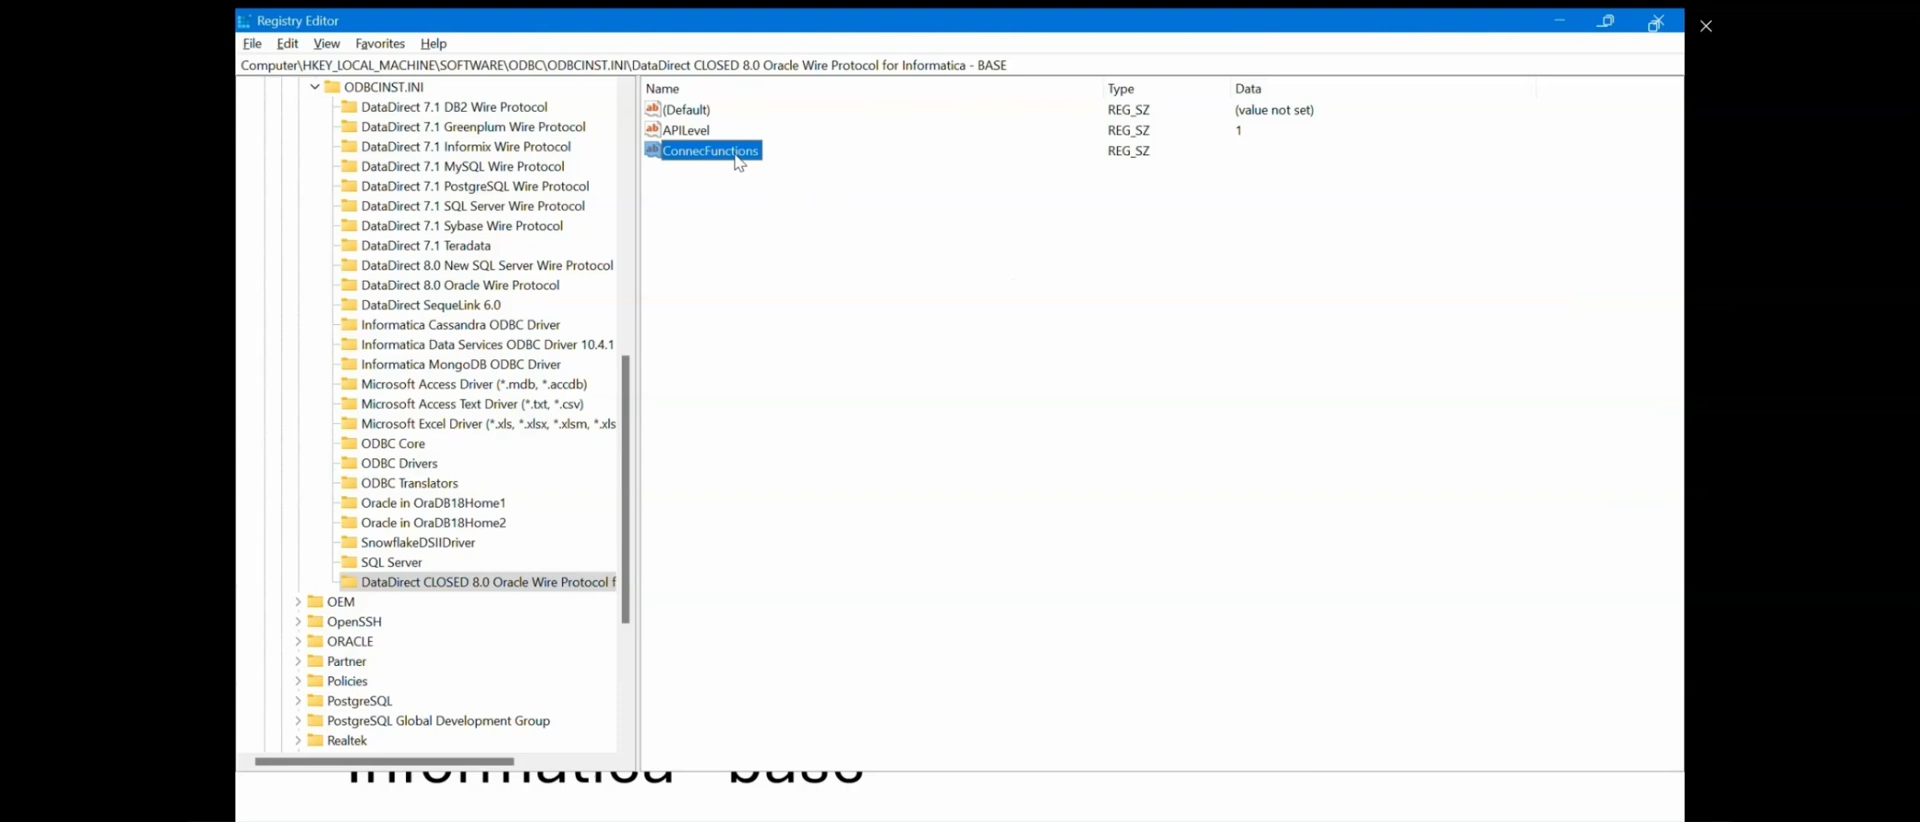 Registry Editor
File Edit View Favorites Help
Computer\HKEY_LOCAL_MACHINE\SOFTWARE\ODBC\ODBCINST.INI\DataDirect CLOSED 8.0 Oracle Wire Protocol for Informatica - BASE
ODBCINST.INI
DataDirect 7.1 DB2 Wire Protocol
DataDirect 7.1 Greenplum Wire Protocol
DataDirect 7.1 Informix Wire Protocol
DataDirect 7.1 MySQL Wire Protocol
DataDirect 7.1 PostgreSQL Wire Protocol
DataDirect 7.1 SQL Server Wire Protocol
DataDirect 7.1 Sybase Wire Protocol
DataDirect 7.1 Teradata
DataDirect 8.0 New SQL Server Wire Protocol
DataDirect 8.0 Oracle Wire Protocol
DataDirect SequeLink 6.0
Informatica Cassandra ODBC Driver
Informatica Data Services ODBC Driver 10.4.1
Informatica MongoDB ODBC Driver
Microsoft Access Driver (*.mdb, *.accdb)
Microsoft Access Text Driver (*.txt, *.csv)
Microsoft Excel Driver (*.xls, *.xlsx, *.xlsm, *.xls
ODBC Core
ODBC Drivers
ODBC Translators
Oracle in OraDB18Home1
Oracle in OraDB18Home2
SnowflakeDSIIDriver
SQL Server
DataDirect CLOSED 8.0 Oracle Wire Protocol f
OEM
OpenSSH
ORACLE
Partner
Policies
PostgreSQL
PostgreSQL Global Development Group
Realtek
Name Type Data
ab (Default) REG_SZ (value not set)
ab APILevel REG_SZ 1
ab ConnecFunctions REG_SZ
Informatica - base